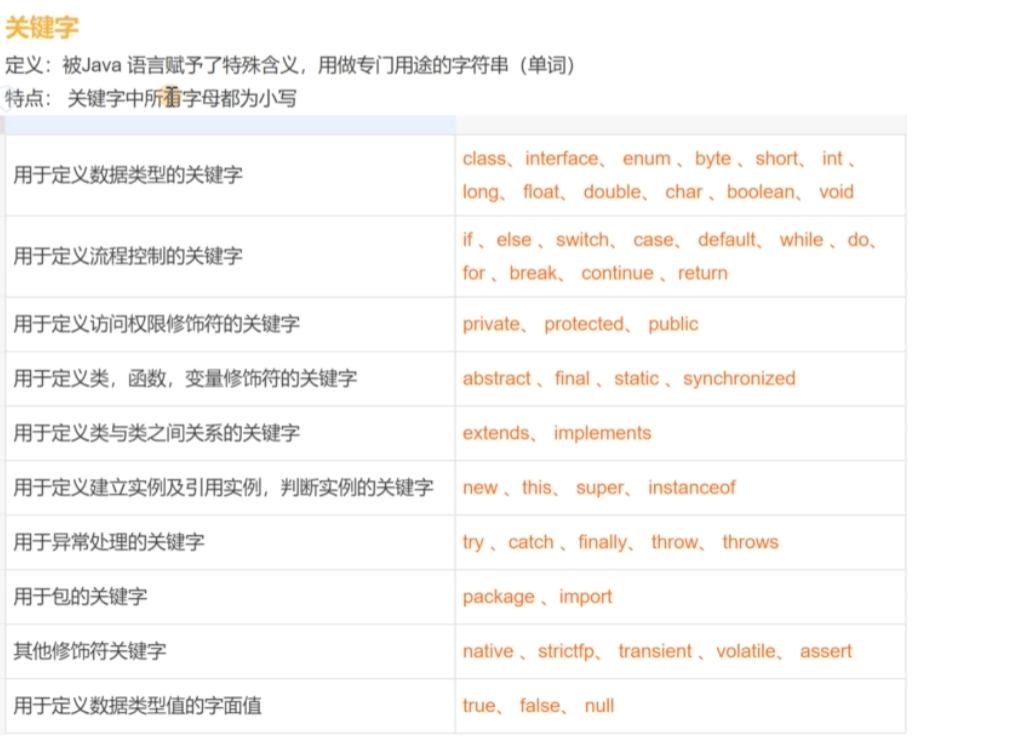 关键字
定义：被Java 语言赋予了特殊含义，用做专门用途的字符串（单词）
特点： 关键字中所有字母都为小写
用于定义数据类型的关键字
class、interface、 enum 、byte 、short、 int 、
long、 float、 double、 char 、boolean、 void
用于定义流程控制的关键字
if 、else 、switch、 case、 default、 while 、do、
for 、break、 continue 、return
用于定义访问权限修饰符的关键字
private、 protected、 public
用于定义类，函数，变量修饰符的关键字
abstract 、final 、static 、synchronized
用于定义类与类之间关系的关键字
extends、 implements
用于定义建立实例及引用实例，判断实例的关键字
new 、this、 super、 instanceof
用于异常处理的关键字
try 、catch 、finally、 throw、 throws
用于包的关键字
package 、import
其他修饰符关键字
native 、strictfp、 transient 、volatile、 assert
用于定义数据类型值的字面值
true、 false、 null